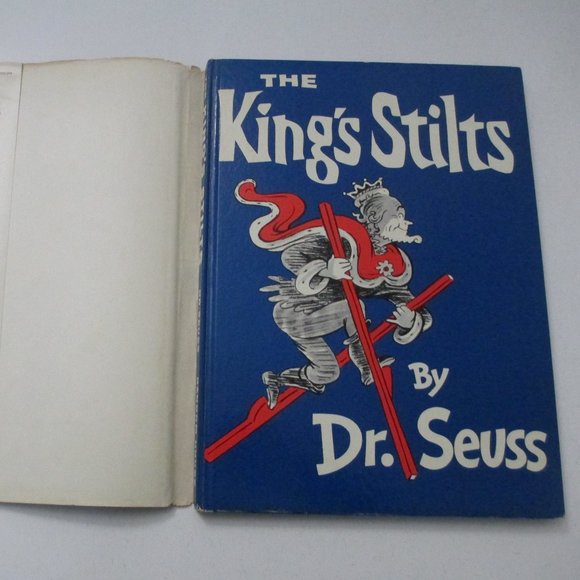 THE
King's Stilts
By
Dr. Seuss